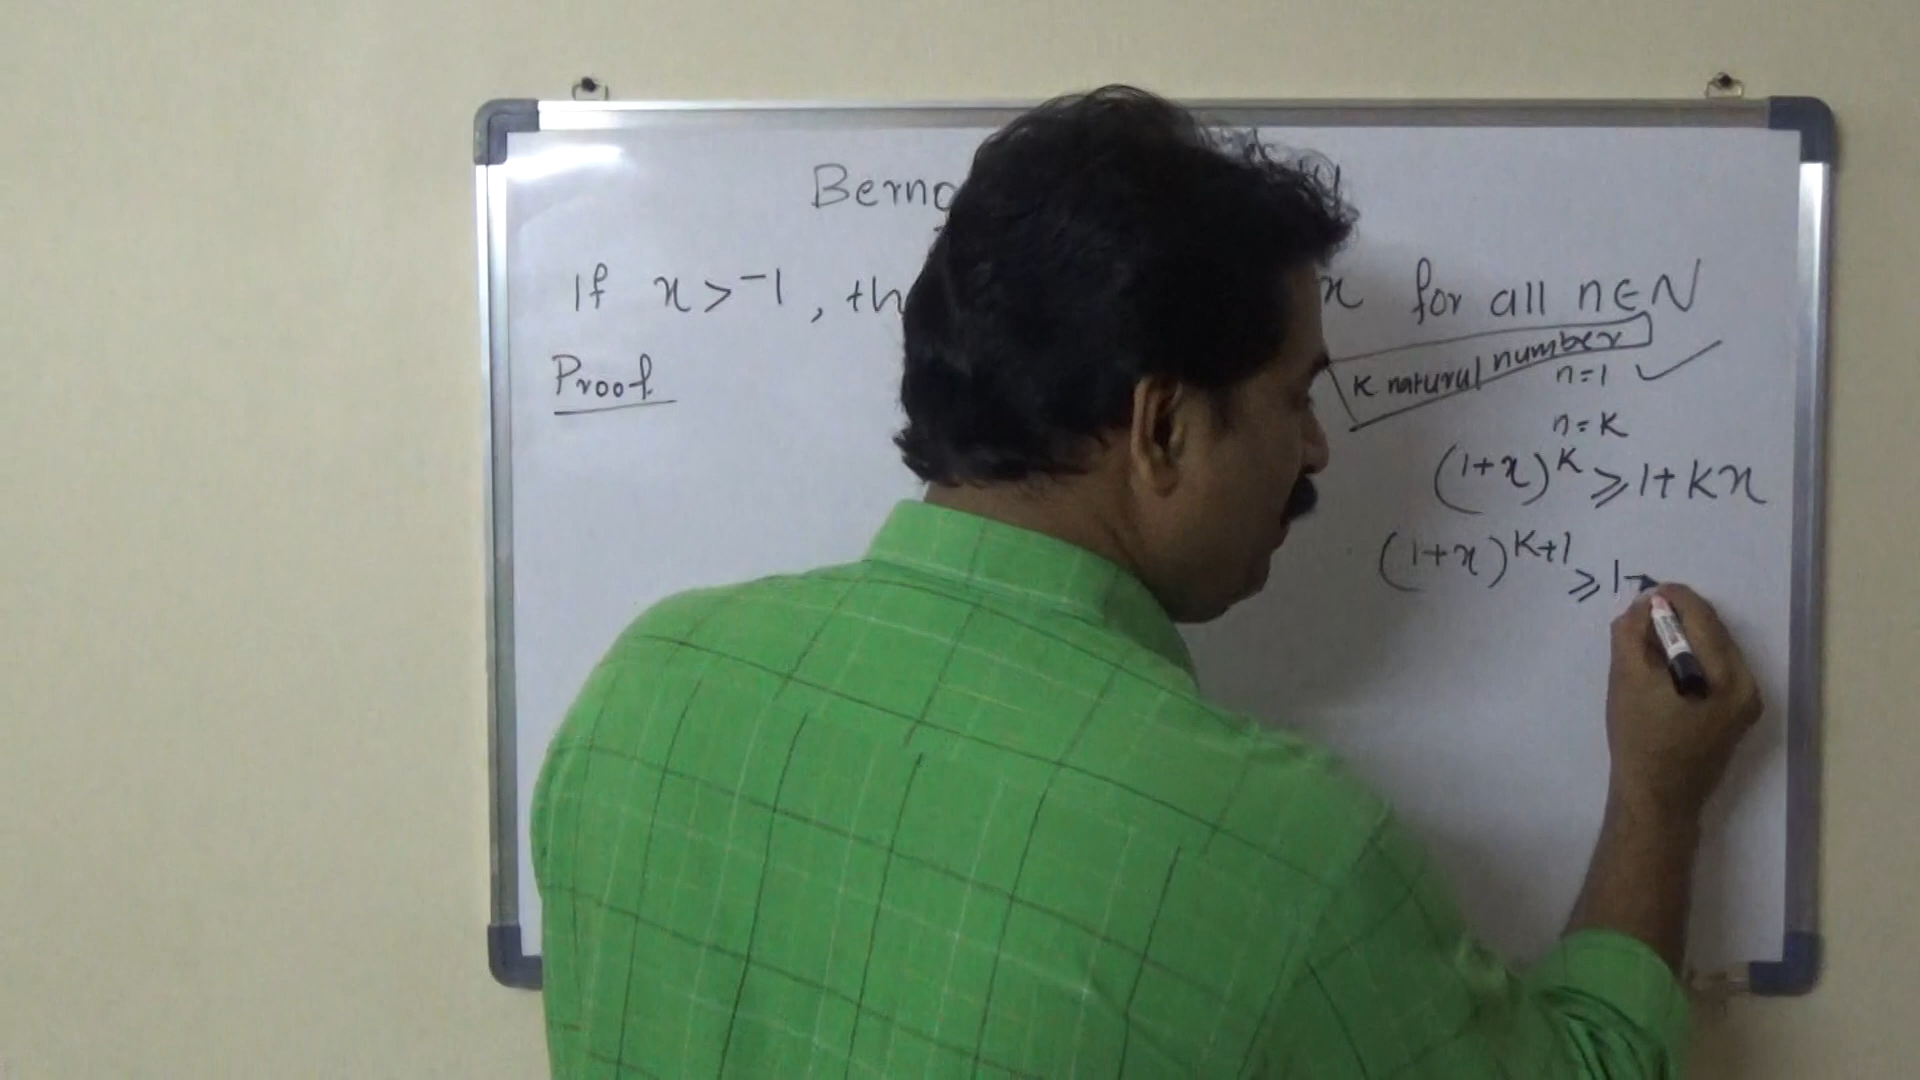 Berno
If x > -1, th x for all n ∈ N
Proof
K natural number
n=1 ✓
n=K
(1+x)^K ⩾ 1+Kx
(1+x)^K+1 ⩾ 1+